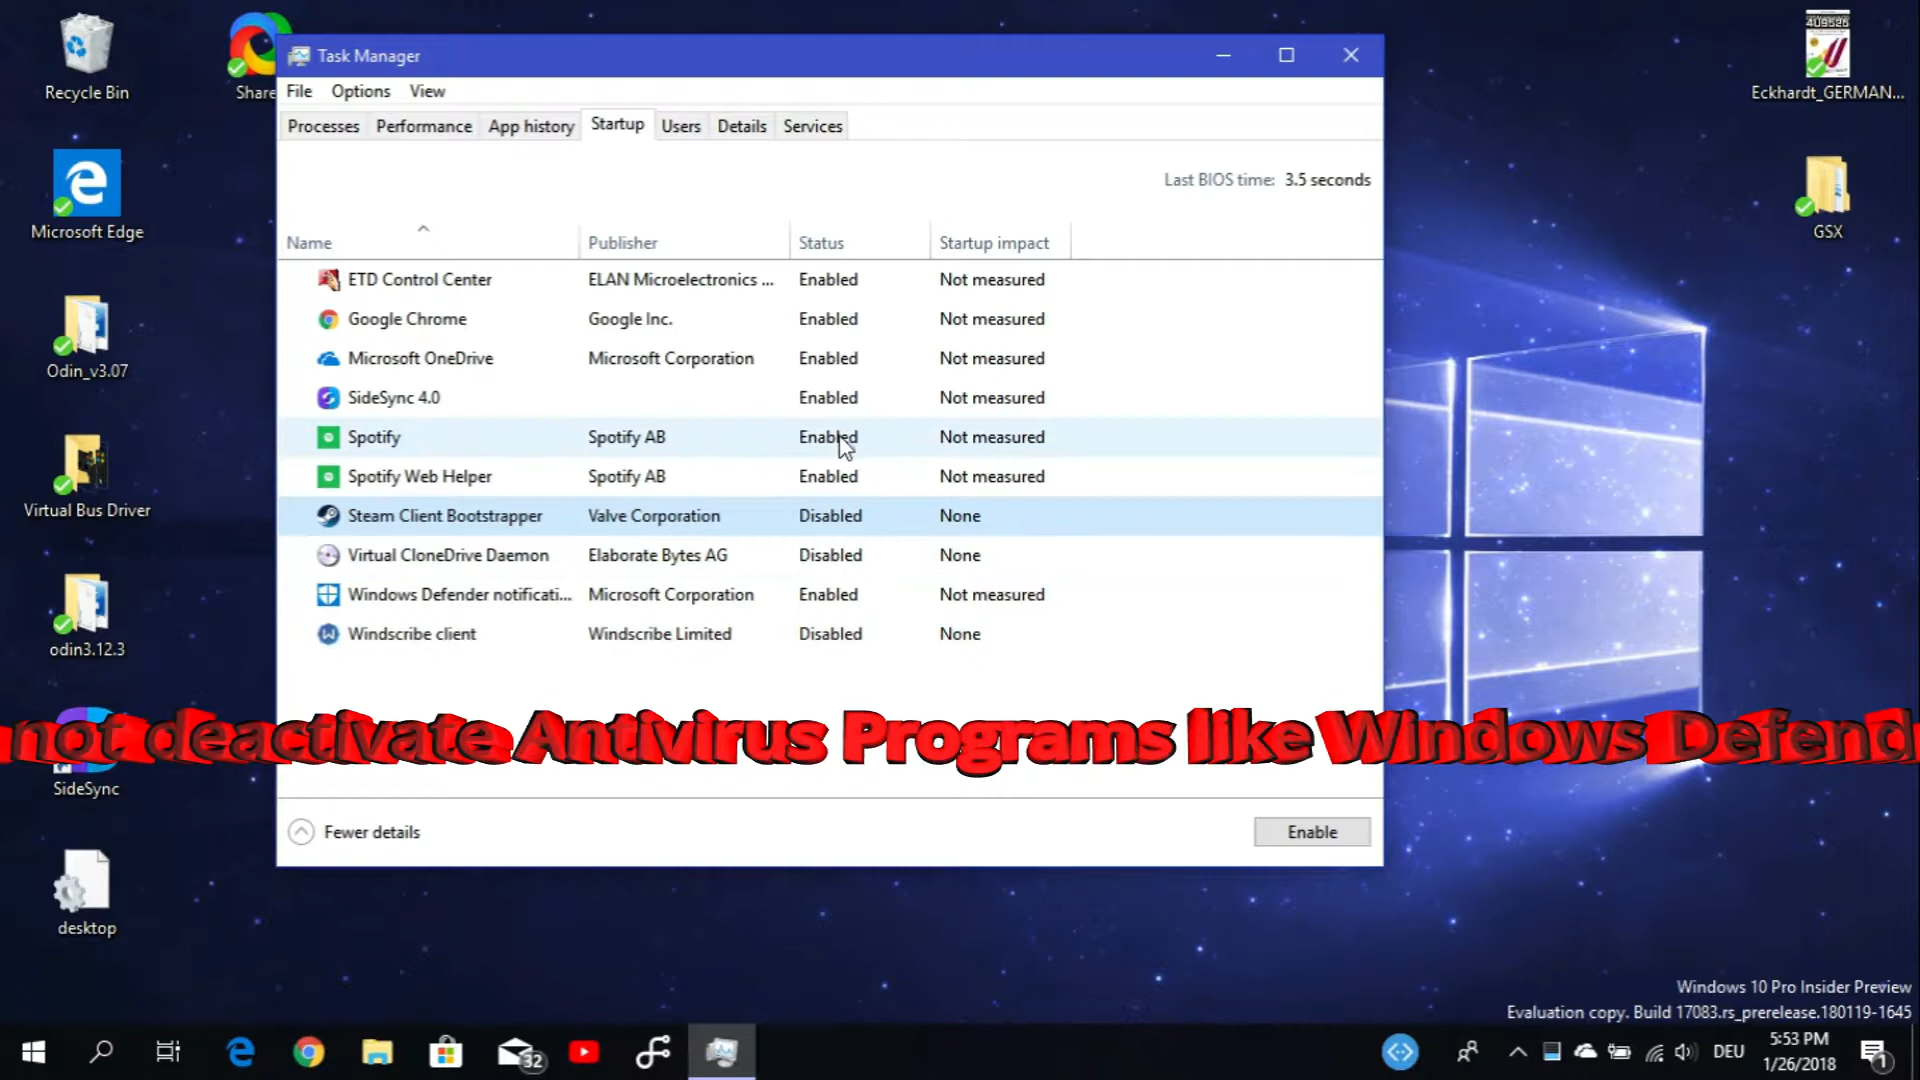 Recycle Bin
Share
Task Manager
File Options View
Processes Performance App history Startup Users Details Services
Last BIOS time: 3.5 seconds
Name Publisher Status Startup impact
ETD Control Center ELAN Microelectronics ... Enabled Not measured
Google Chrome Google Inc. Enabled Not measured
Microsoft OneDrive Microsoft Corporation Enabled Not measured
SideSync 4.0 Enabled Not measured
Spotify Spotify AB Enabled Not measured
Spotify Web Helper Spotify AB Enabled Not measured
Steam Client Bootstrapper Valve Corporation Disabled None
Virtual CloneDrive Daemon Elaborate Bytes AG Disabled None
Windows Defender notificati... Microsoft Corporation Enabled Not measured
Windscribe client Windscribe Limited Disabled None
not deactivate Antivirus Programs like Windows Defend
Fewer details
Enable
Microsoft Edge
Odin_v3.07
Virtual Bus Driver
odin3.12.3
SideSync
desktop
4U9525
Eckhardt_GERMAN...
GSX
Windows 10 Pro Insider Preview
Evaluation copy. Build 17083.rs_prerelease.180119-1645
32
DEU
5:53 PM
1/26/2018
1